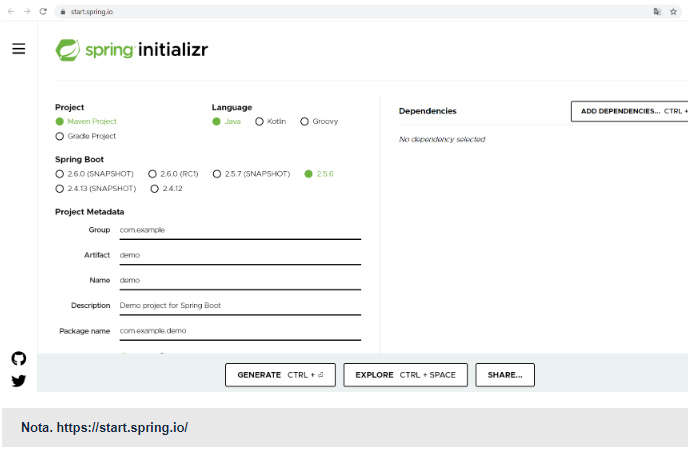 start.spring.io
spring initializr
Project
Maven Project
Gradle Project
Language
Java Kotlin Groovy
Spring Boot
2.6.0 (SNAPSHOT) 2.6.0 (RC1) 2.5.7 (SNAPSHOT) 2.5.6
2.4.13 (SNAPSHOT) 2.4.12
Project Metadata
Group com.example
Artifact demo
Name demo
Description Demo project for Spring Boot
Package name com.example.demo
Dependencies
ADD DEPENDENCIES... CTRL +
No dependency selected
GENERATE CTRL + ⏎
EXPLORE CTRL + SPACE
SHARE...
Nota. https://start.spring.io/